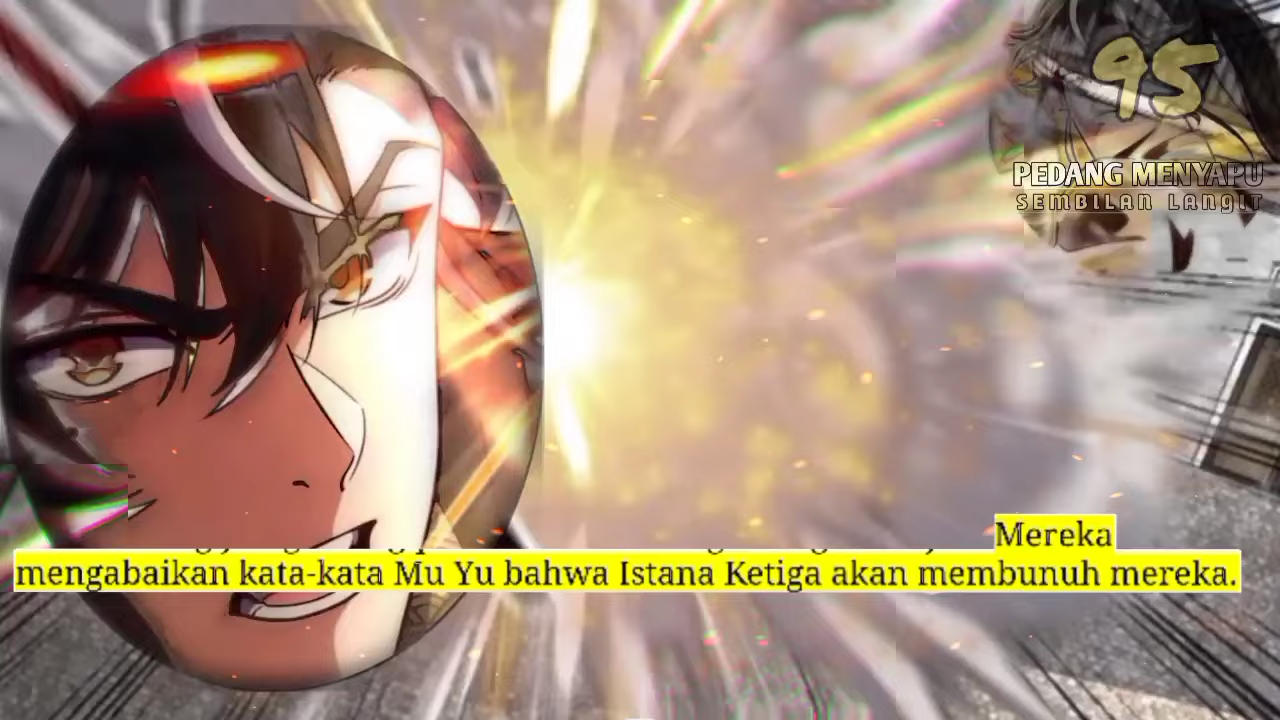 95
PEDANG MENYAPU
SEMBILAN LANGIT
Mereka
mengabaikan kata-kata Mu Yu bahwa Istana Ketiga akan membunuh mereka.